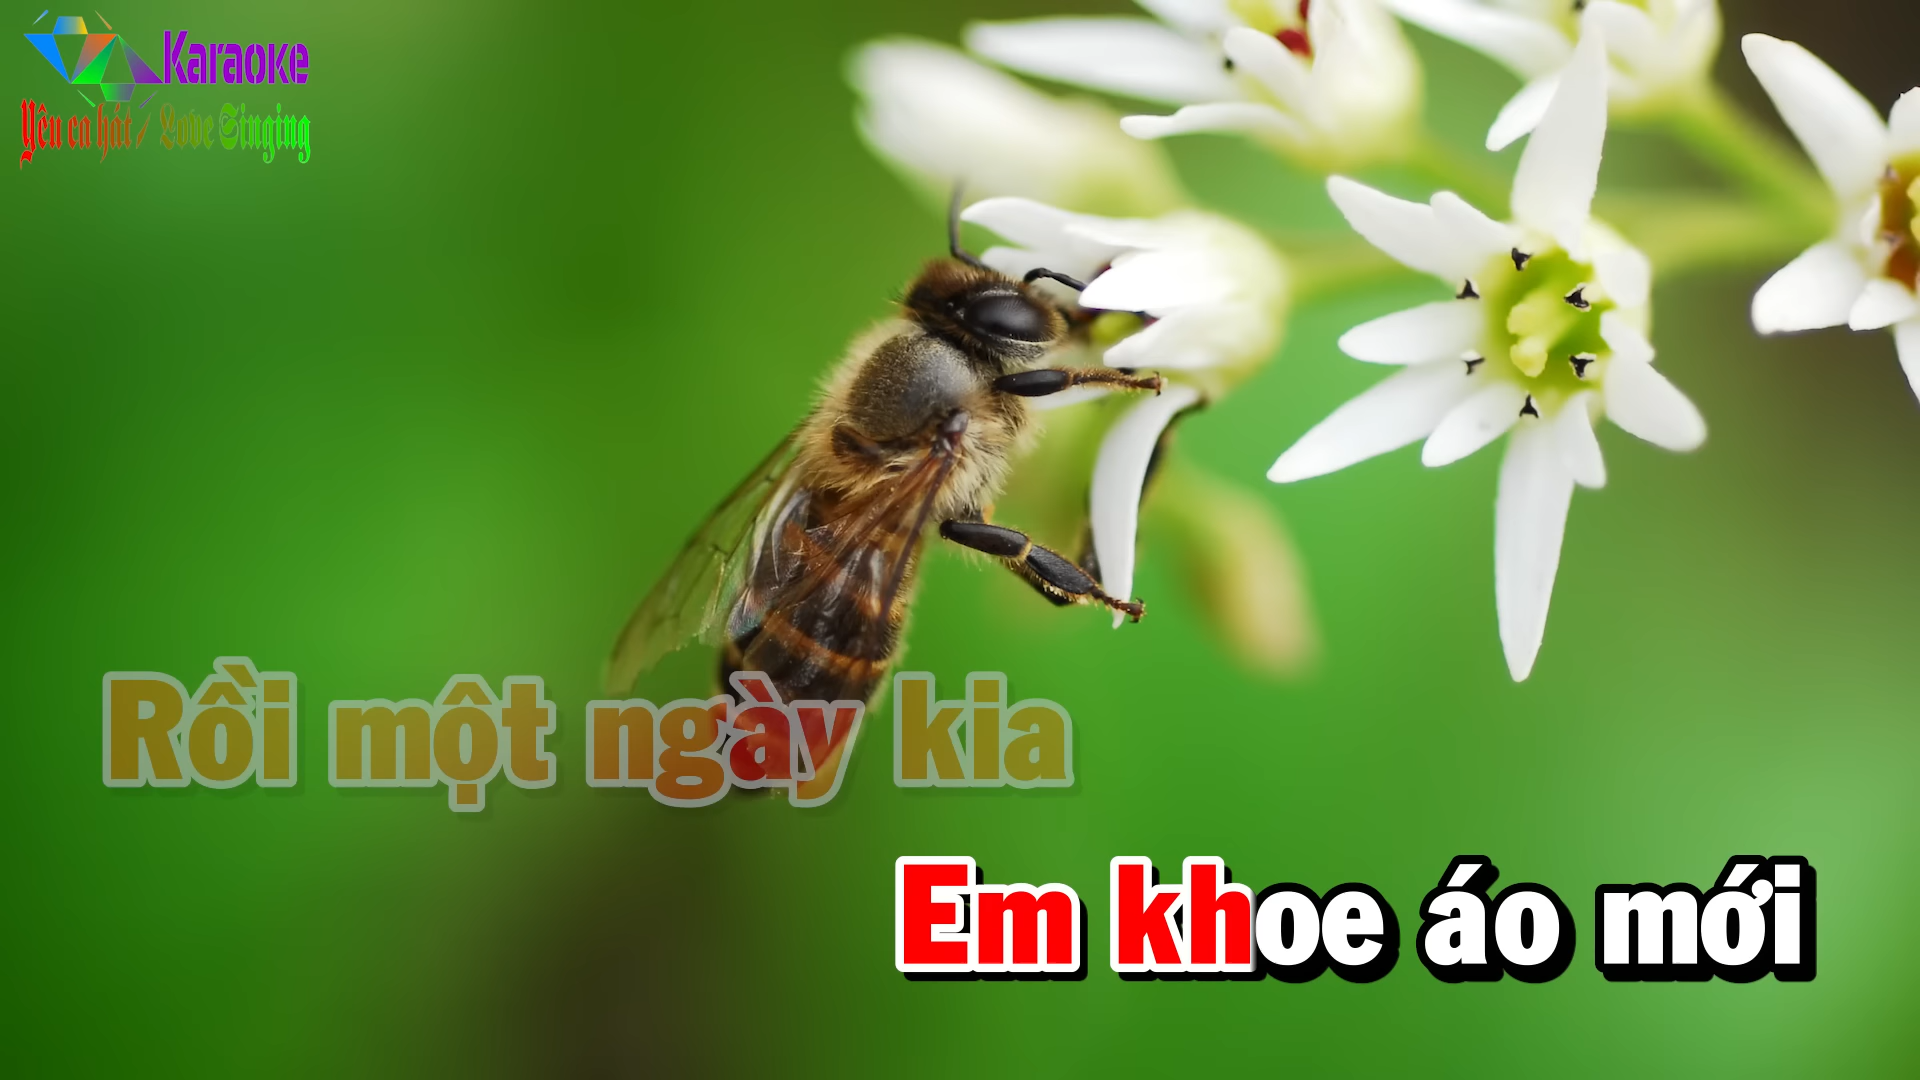 Karaoke
Yêu ca hát / Love Singing
Rồi một ngày kia
Em khoe áo mới